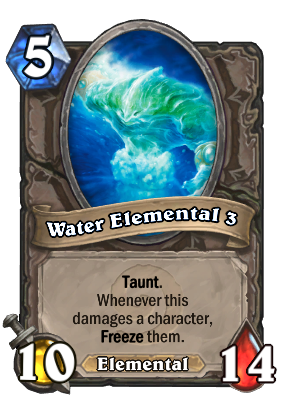 5
Water Elemental 3
Taunt.
Whenever this
damages a character,
Freeze them.
10
Elemental
14